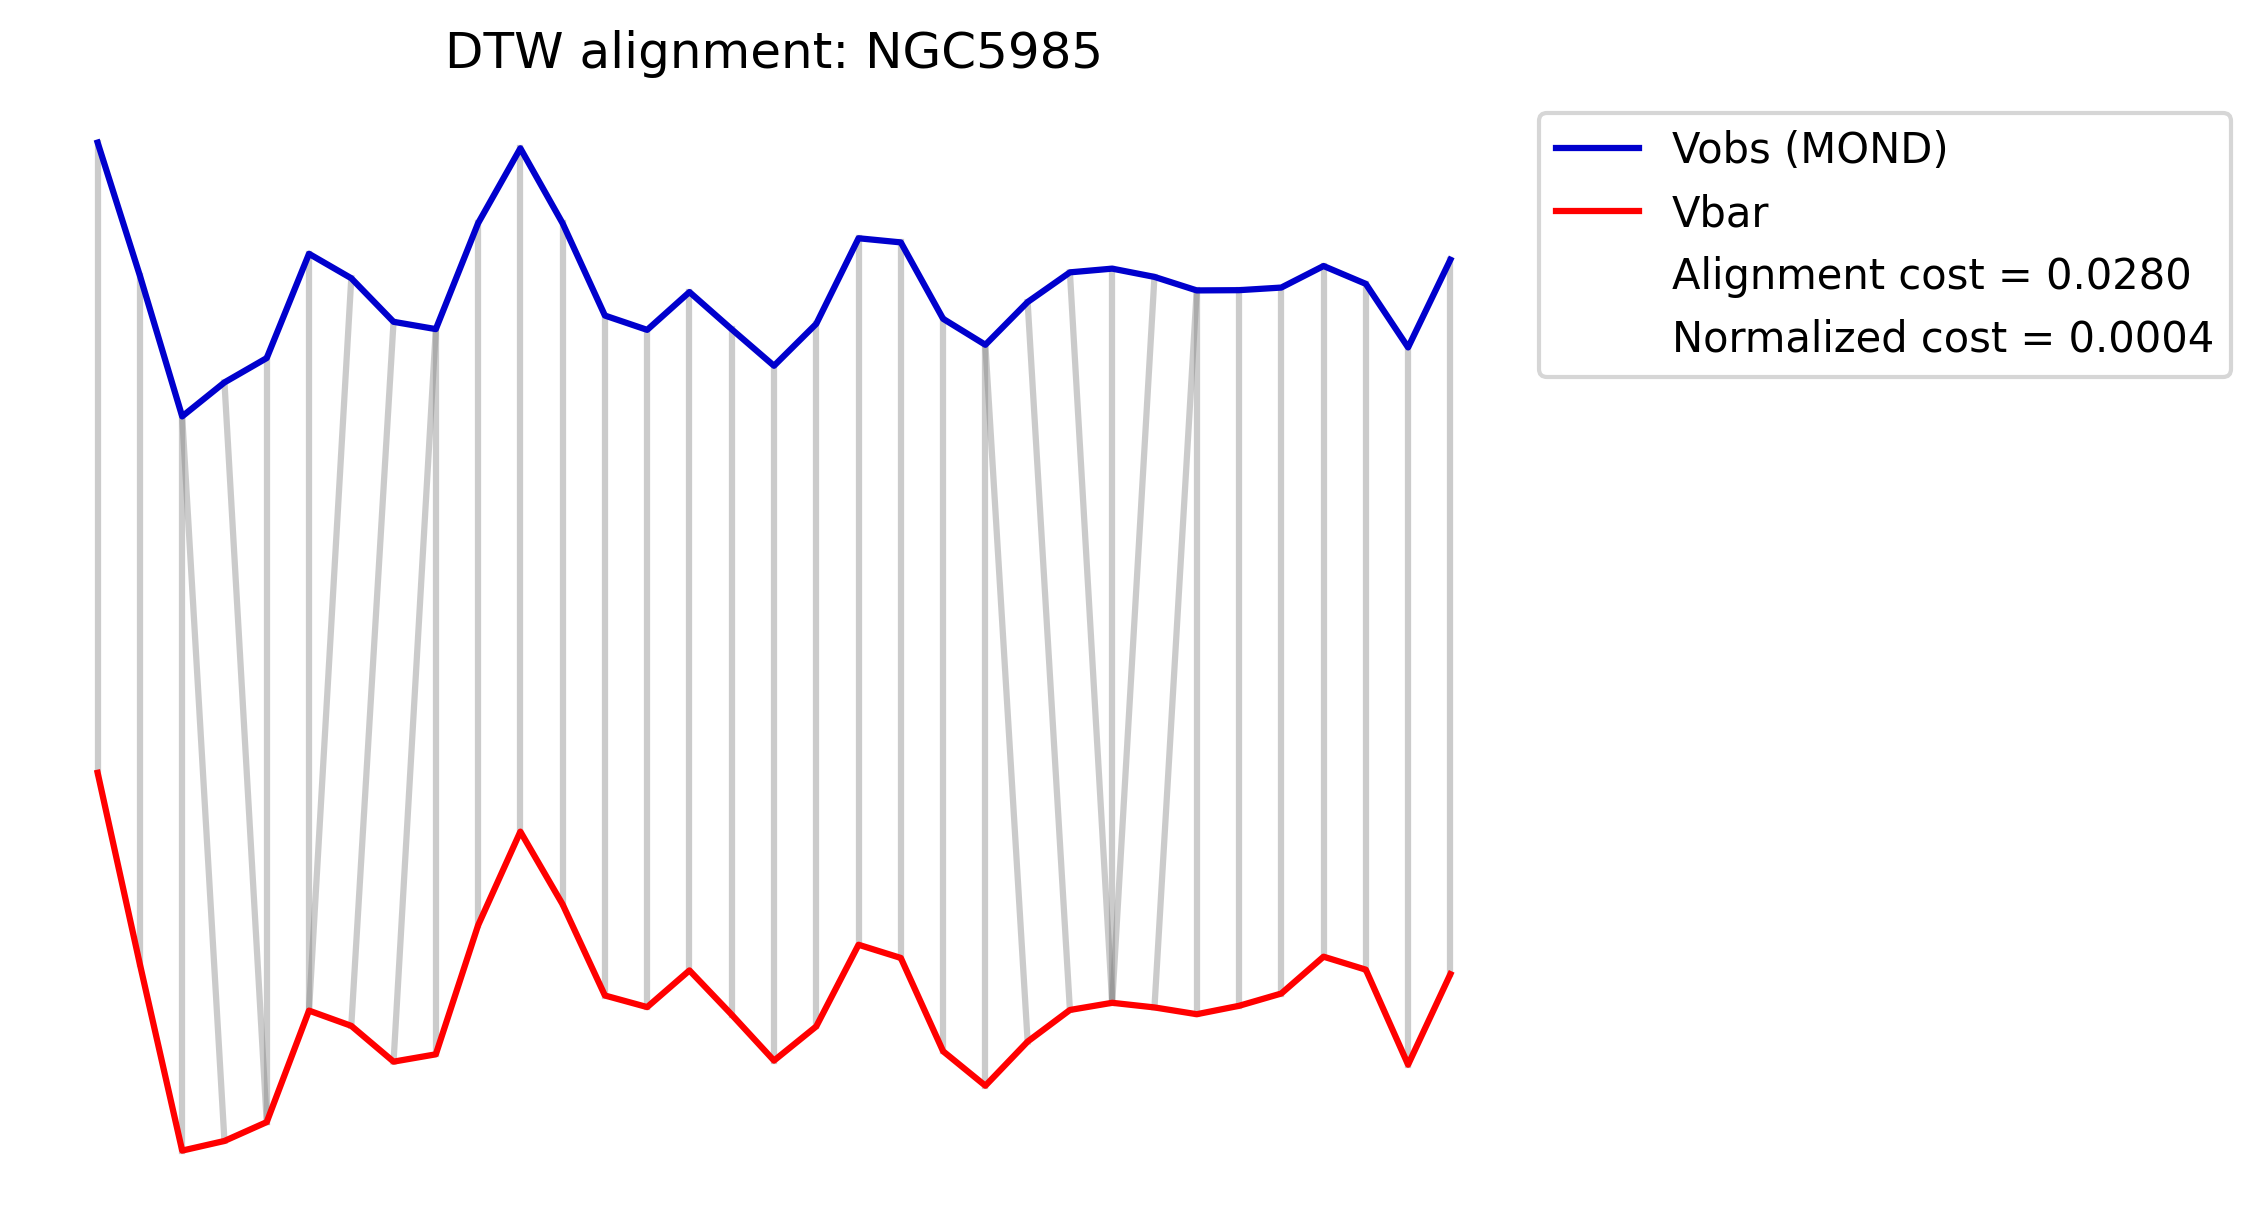 DTW alignment: NGC5985
Vobs (MOND)
Vbar
Alignment cost = 0.0280
Normalized cost = 0.0004